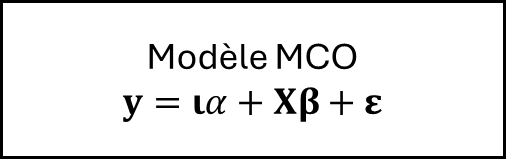 Modèle MCO
𝐲 = 𝛊𝛼 + 𝐗𝛃 + 𝛆